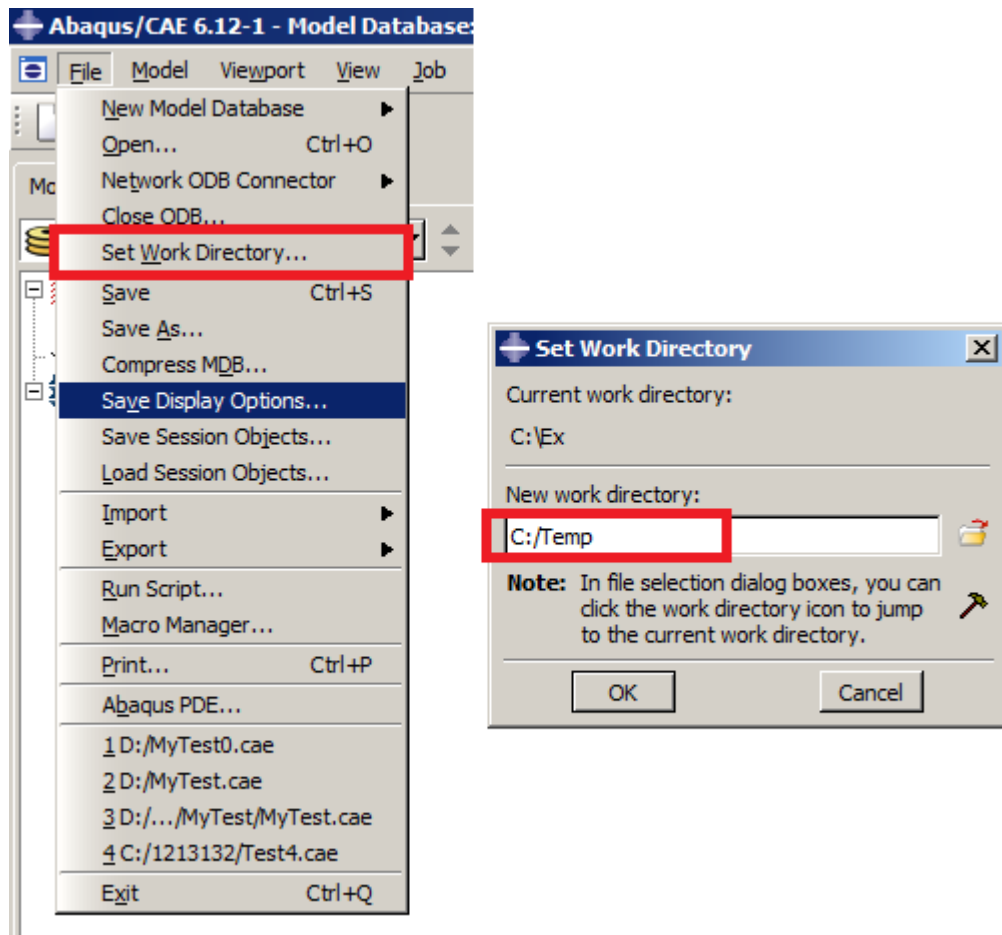 Abaqus/CAE 6.12-1 - Model Database:
File Model Viewport View Job
New Model Database
Open... Ctrl+O
Network ODB Connector
Close ODB...
Set Work Directory...
Save Ctrl+S
Save As...
Compress MDB...
Save Display Options...
Save Session Objects...
Load Session Objects...
Import
Export
Run Script...
Macro Manager...
Print... Ctrl+P
Abaqus PDE...
1 D:/MyTest0.cae
2 D:/MyTest.cae
3 D:/.../MyTest/MyTest.cae
4 C:/1213132/Test4.cae
Exit Ctrl+Q
Set Work Directory
Current work directory:
C:\Ex
New work directory:
C:/Temp
Note: In file selection dialog boxes, you can
click the work directory icon to jump
to the current work directory.
OK Cancel